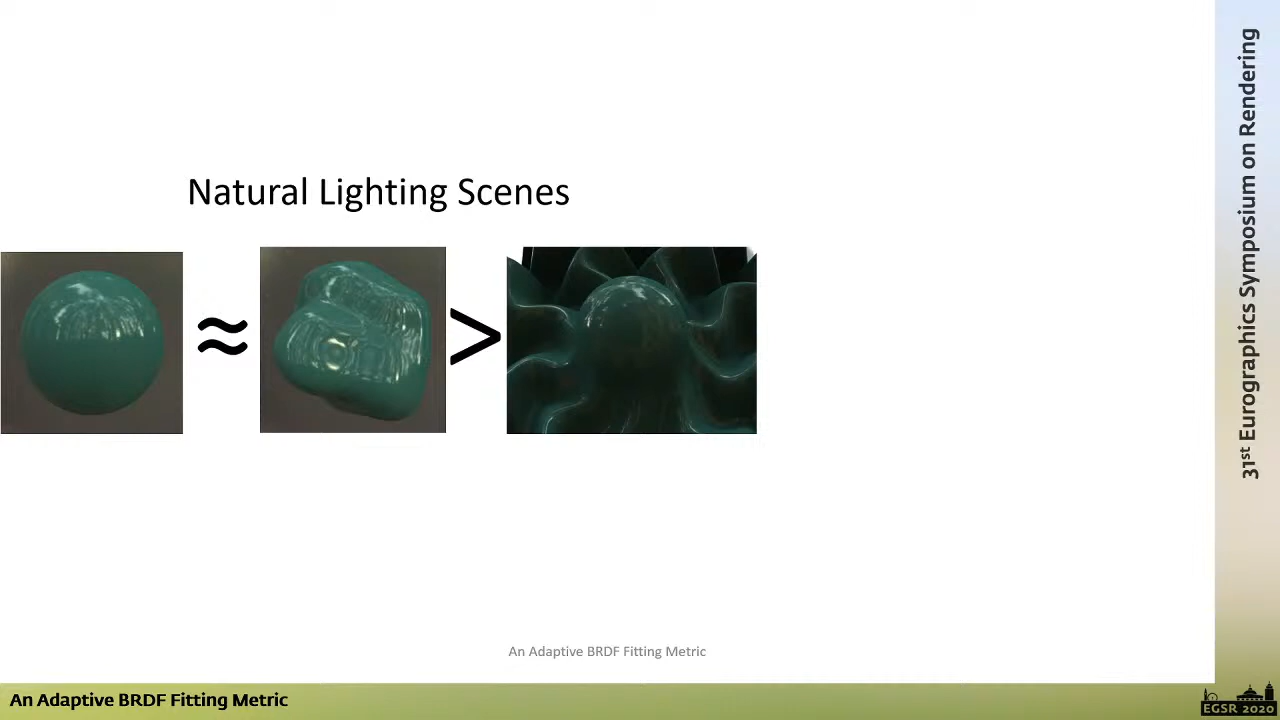 Natural Lighting Scenes
≈
>
An Adaptive BRDF Fitting Metric
An Adaptive BRDF Fitting Metric
31st Eurographics Symposium on Rendering
EGSR 2020